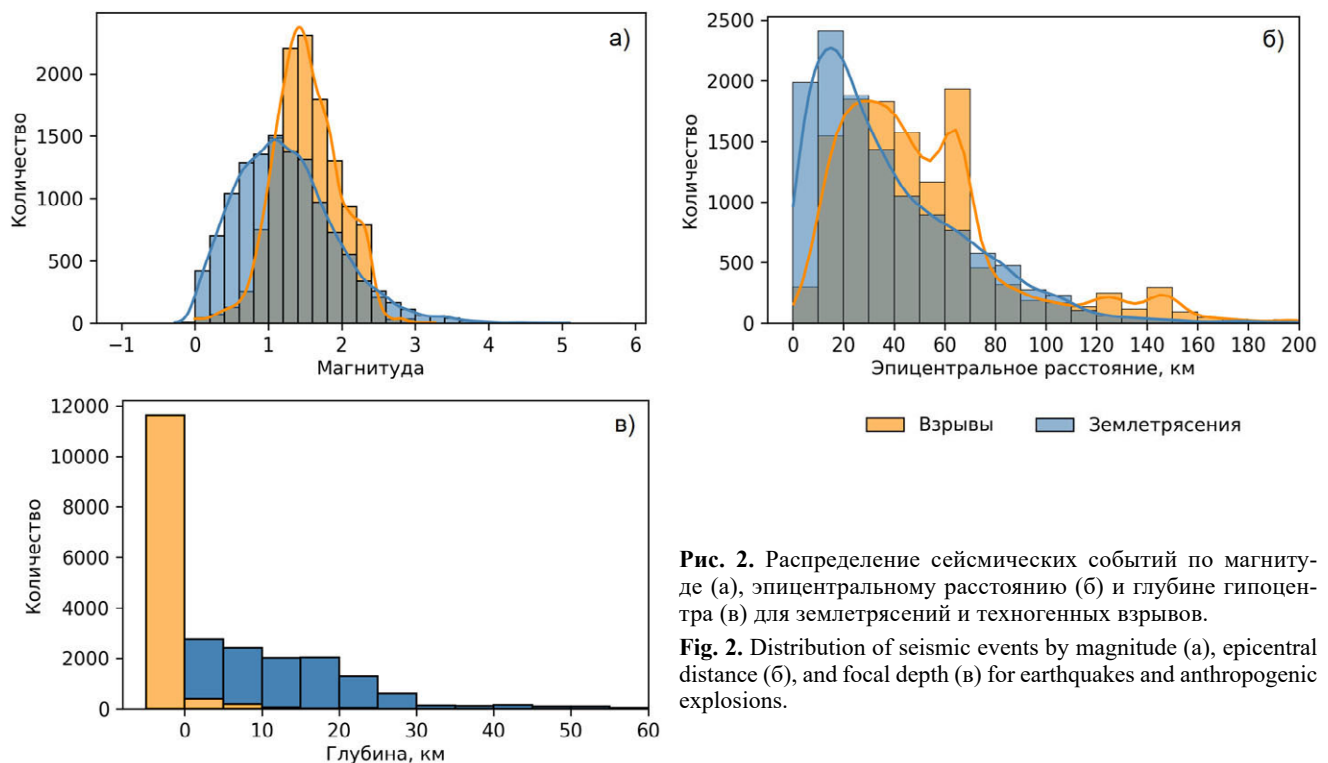 а)
Количество
2000
1500
1000
500
0
−1 0 1 2 3 4 5 6
Магнитуда
б)
Количество
2500
2000
1500
1000
500
0
0 20 40 60 80 100 120 140 160 180 200
Эпицентральное расстояние, км
Взрывы Землетрясения
в)
Количество
12000
10000
8000
6000
4000
2000
0
0 10 20 30 40 50 60
Глубина, км
Рис. 2. Распределение сейсмических событий по магниту-
де (а), эпицентральному расстоянию (б) и глубине гипоцен-
тра (в) для землетрясений и техногенных взрывов.
Fig. 2. Distribution of seismic events by magnitude (а), epicentral
distance (б), and focal depth (в) for earthquakes and anthropogenic
explosions.